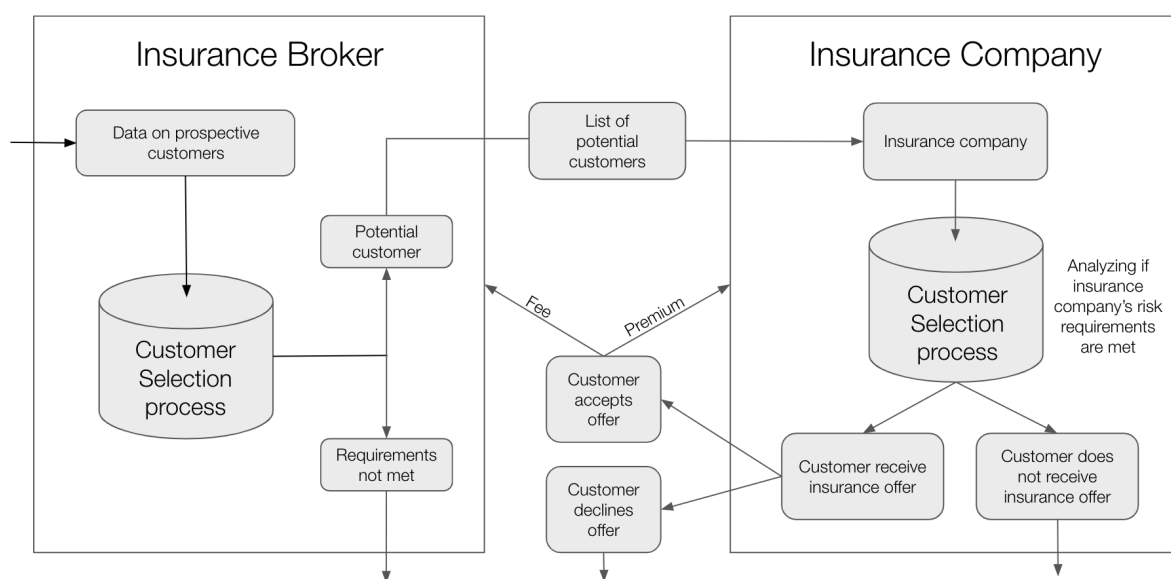 Insurance Broker
Data on prospective
customers
Customer
Selection
process
Potential
customer
Requirements
not met
List of
potential
customers
Fee
Premium
Customer
accepts
offer
Customer
declines
offer
Insurance Company
Insurance company
Customer
Selection
process
Analyzing if
insurance
company’s risk
requirements
are met
Customer receive
insurance offer
Customer does
not receive
insurance offer